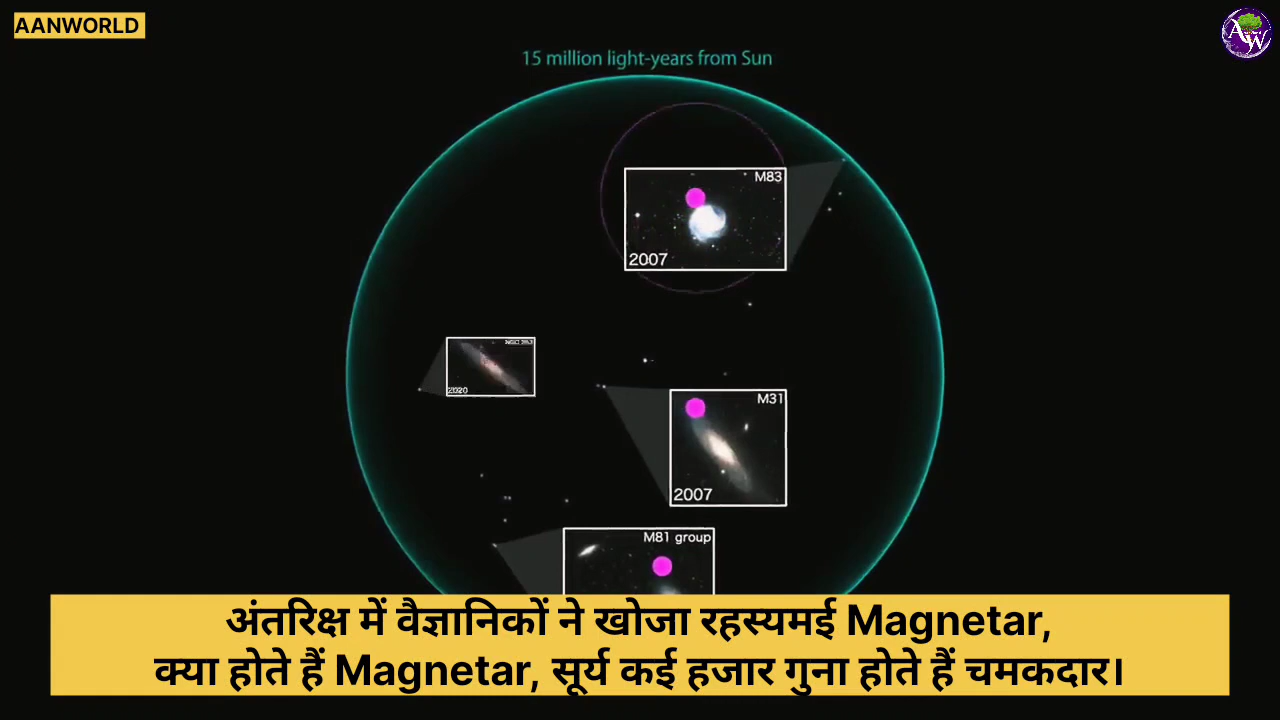 AANWORLD
AW
15 million light-years from Sun
M83
2007
2020
M31
2007
M81 group
अंतरिक्ष में वैज्ञानिकों ने खोजा रहस्यमई Magnetar,
क्या होते हैं Magnetar, सूर्य कई हजार गुना होते हैं चमकदार।